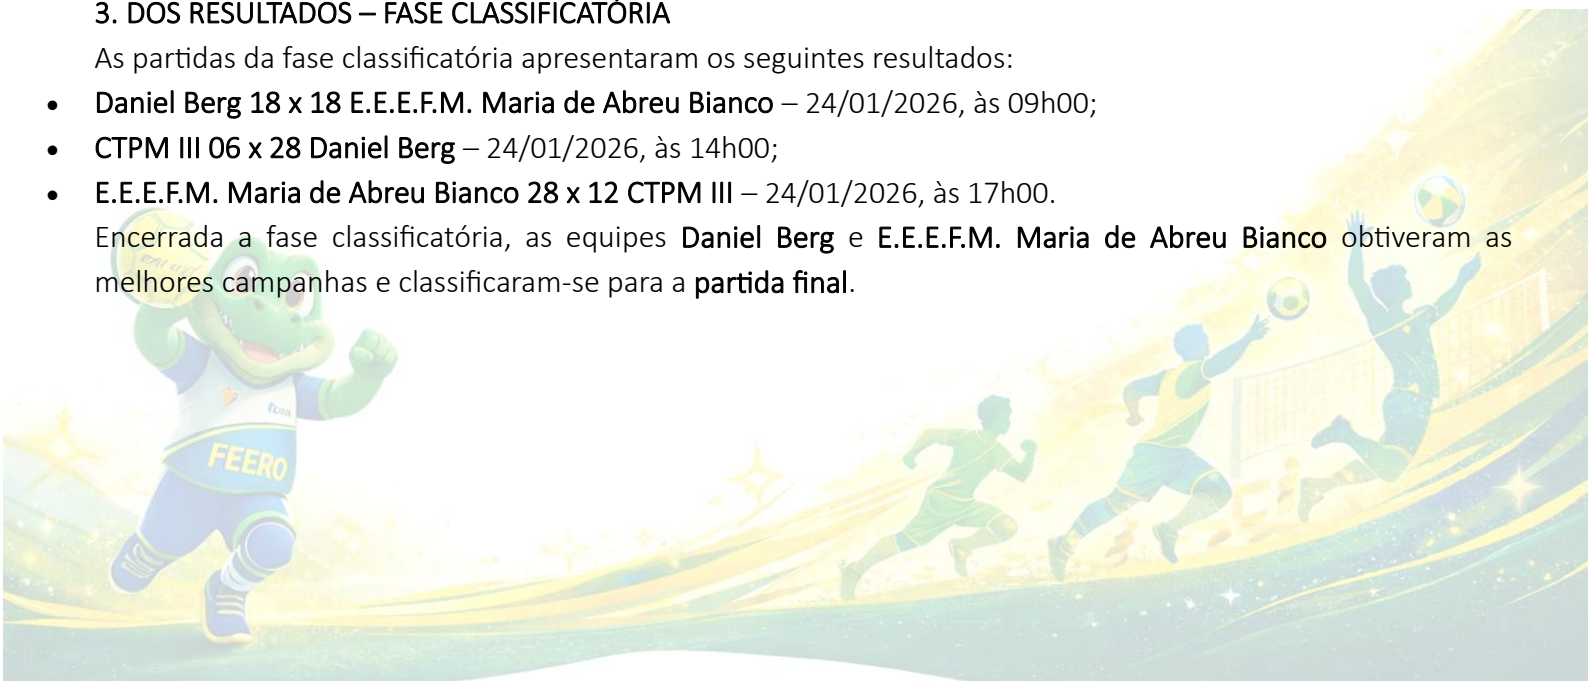 3. DOS RESULTADOS – FASE CLASSIFICATÓRIA
As partidas da fase classificatória apresentaram os seguintes resultados:
• Daniel Berg 18 x 18 E.E.E.F.M. Maria de Abreu Bianco – 24/01/2026, às 09h00;
• CTPM III 06 x 28 Daniel Berg – 24/01/2026, às 14h00;
• E.E.E.F.M. Maria de Abreu Bianco 28 x 12 CTPM III – 24/01/2026, às 17h00.
Encerrada a fase classificatória, as equipes Daniel Berg e E.E.E.F.M. Maria de Abreu Bianco obtiveram as
melhores campanhas e classificaram-se para a partida final.
FEERO